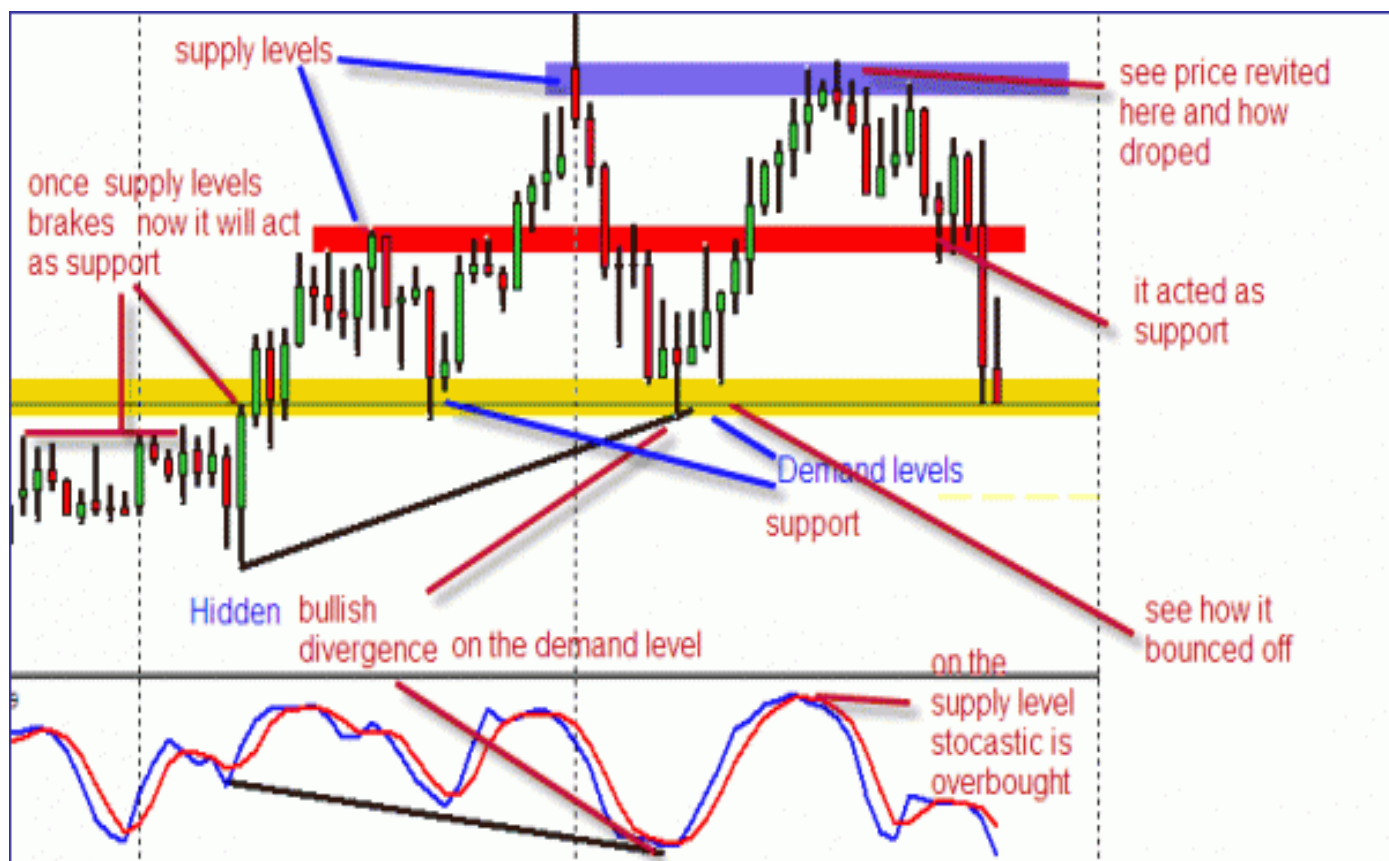 supply levels
see price revited
here and how
droped
once supply levels
brakes now it will act
as support
it acted as
support
Demand levels
support
Hidden bullish
divergence on the demand level
see how it
bounced off
on the
supply level
stocastic is
overbought